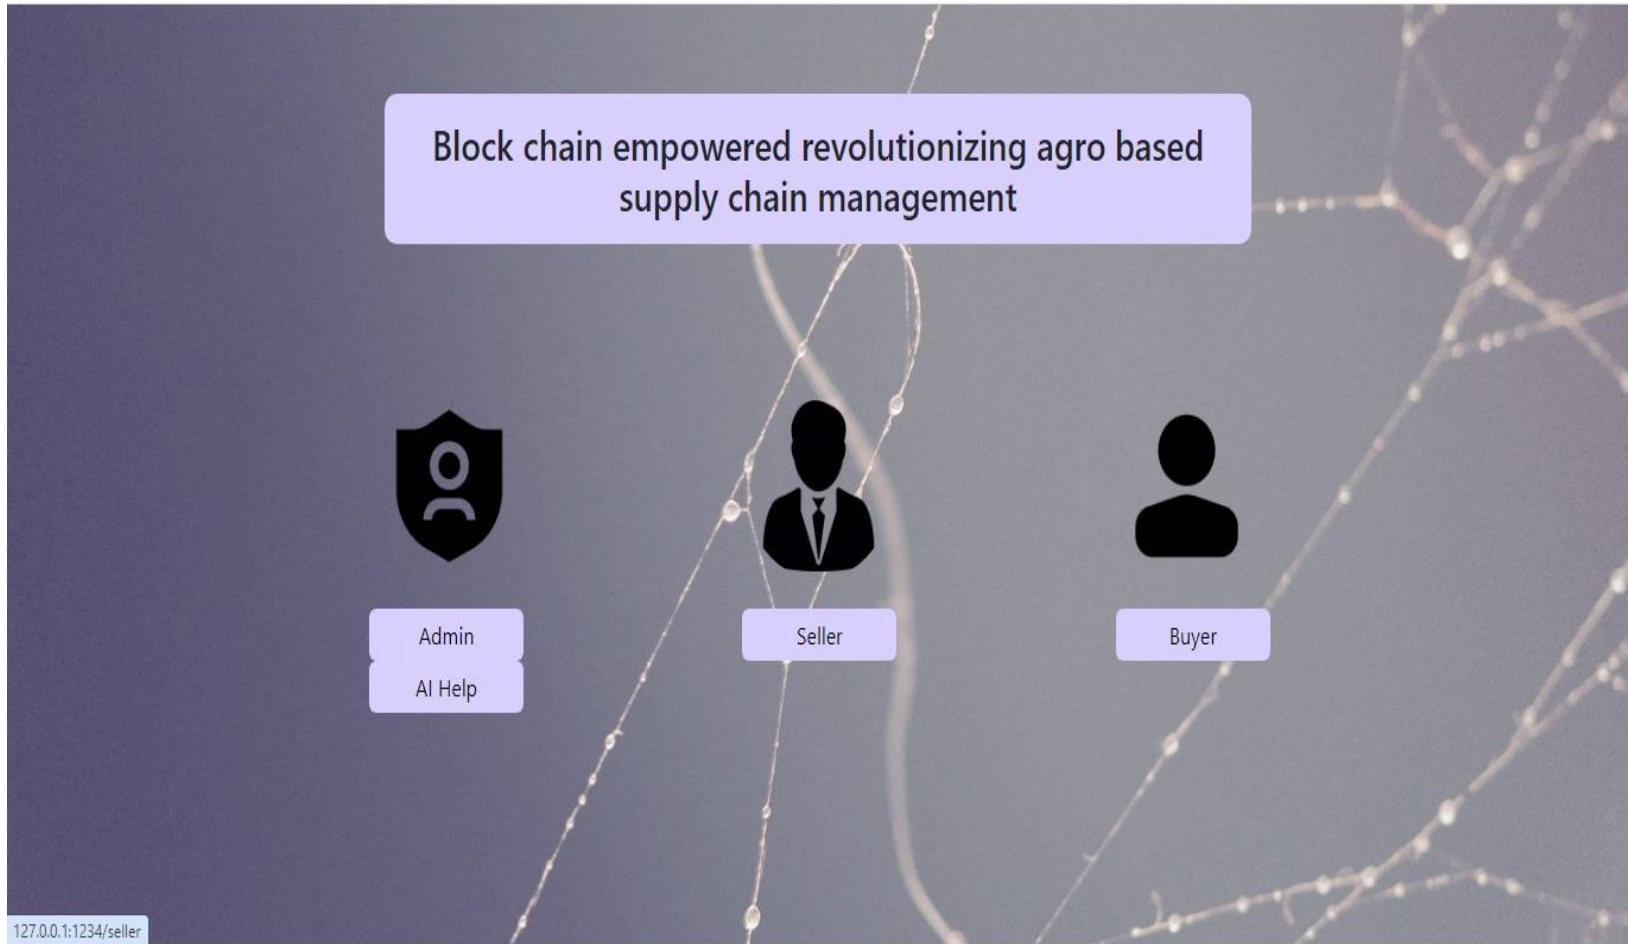 Block chain empowered revolutionizing agro based
supply chain management
Admin
Seller
Buyer
AI Help
127.0.0.1:1234/seller